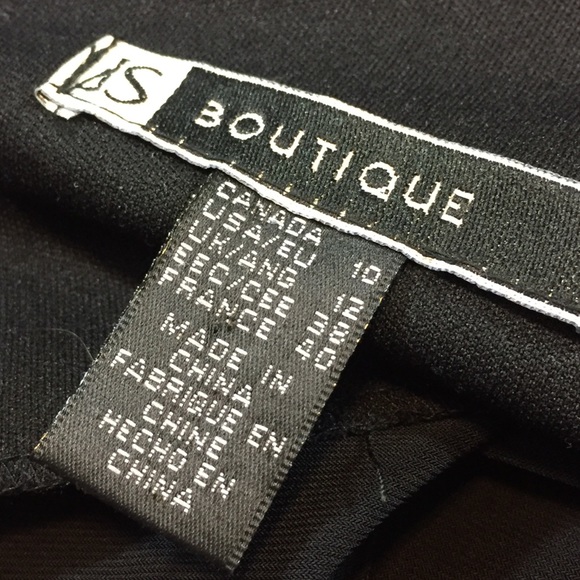 BOUTIQUE
CANADA
USA/EU 10
UK/ANG 12
EEC/CEE 38
FRANCE 40
MADE IN
CHINA
FABRIQUE EN
CHINE
HECHO EN
CHINA